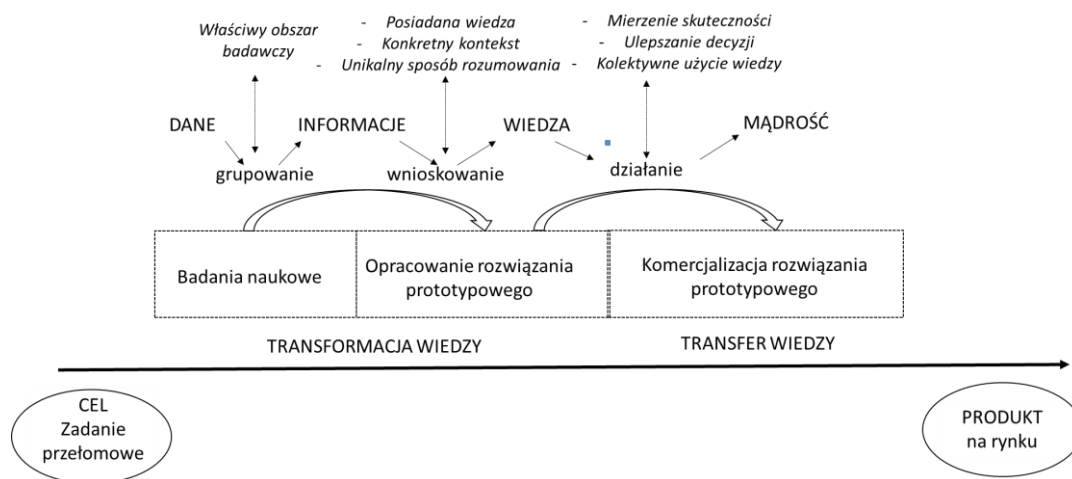 Właściwy obszar
badawczy
- Posiadana wiedza
- Konkretny kontekst
- Unikalny sposób rozumowania
- Mierzenie skuteczności
- Ulepszanie decyzji
- Kolektywne użycie wiedzy
DANE
INFORMACJE
WIEDZA
MĄDROŚĆ
grupowanie
wnioskowanie
działanie
Badania naukowe
Opracowanie rozwiązania
prototypowego
Komercjalizacja rozwiązania
prototypowego
TRANSFORMACJA WIEDZY
TRANSFER WIEDZY
CEL
Zadanie
przełomowe
PRODUKT
na rynku